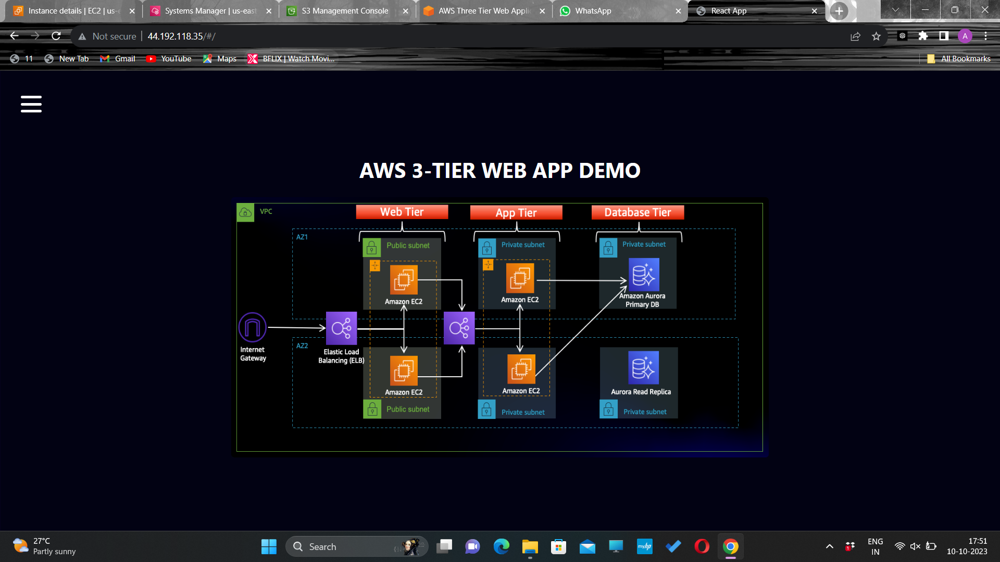 Instance details | EC2 | us-e
Systems Manager | us-east
S3 Management Console
AWS Three Tier Web Applic
WhatsApp
React App
Not secure
44.192.118.35/#/
A
11
New Tab
Gmail
YouTube
Maps
BFLIX | Watch Movi...
All Bookmarks
AWS 3-TIER WEB APP DEMO
VPC
Web Tier
App Tier
Database Tier
AZ1
Public subnet
Private subnet
Private subnet
Amazon EC2
Amazon EC2
Amazon Aurora
Primary DB
Internet
Gateway
Elastic Load
Balancing (ELB)
AZ2
Amazon EC2
Amazon EC2
Aurora Read Replica
Public subnet
Private subnet
Private subnet
27°C
Partly sunny
Search
myhp
1
ENG
IN
17:51
10-10-2023